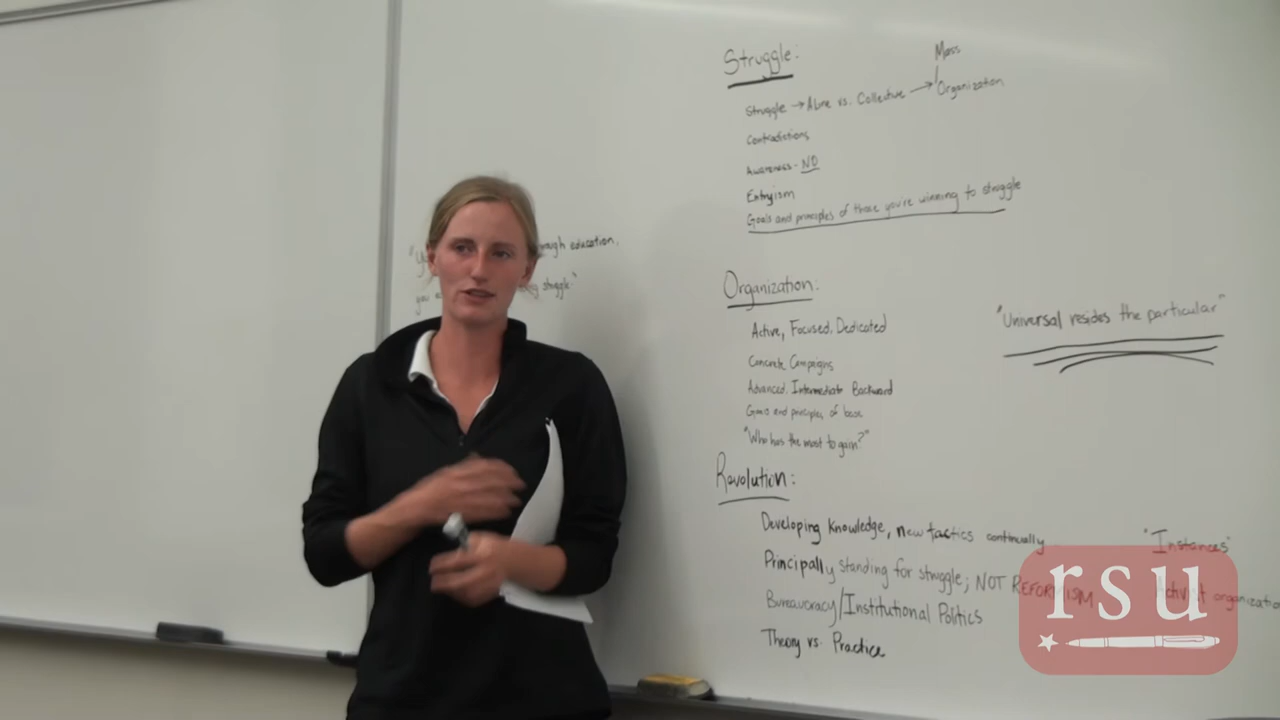 Struggle:
Mass
Struggle → Alone vs. Collective → Organization
Contradictions
Awareness - NO
Entryism
Goals and principles of those you're winning to struggle
education,
you struggle."
Organization:
Active, Focused, Dedicated
Concrete Campaigns
Advanced, Intermediate Backward
Goals and principles of base
"Who has the most to gain?"
"Universal resides the particular"
Revolution:
Developing Knowledge, new tactics continually
Principally standing for struggle; NOT REFORMISM
Bureaucracy/Institutional Politics
Theory vs. Practice
"Instances"
rsu